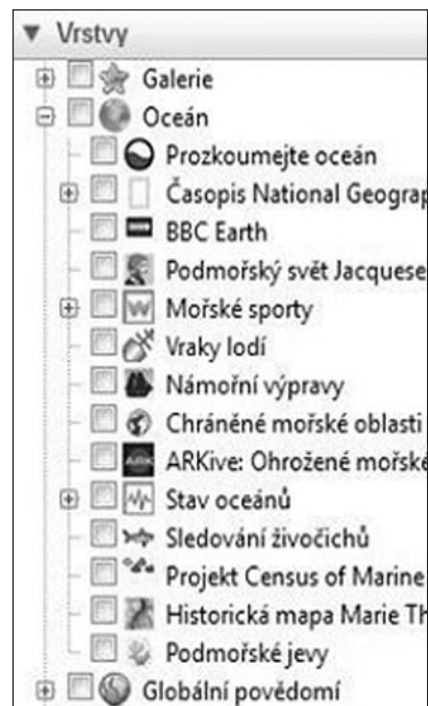 Vrstvy
Galerie
Oceán
Prozkoumejte oceán
Časopis National Geograp
BBC Earth
Podmořský svět Jacquese
Mořské sporty
Vraky lodí
Námořní výpravy
Chráněné mořské oblasti
ARKive: Ohrožené mořské
Stav oceánů
Sledování živočichů
Projekt Census of Marine
Historická mapa Marie Th
Podmořské jevy
Globální povědomí